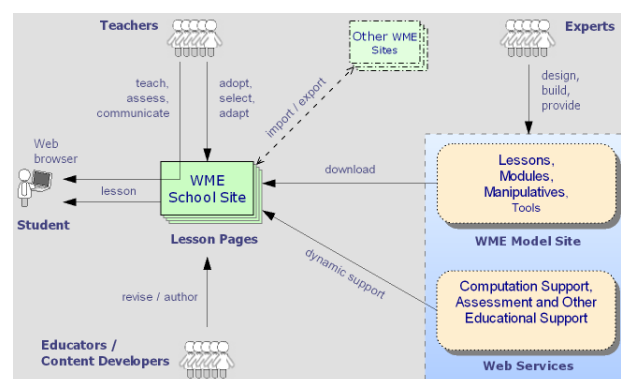 Teachers
Other WME
Sites
Experts
teach,
assess,
communicate
adopt,
select,
adapt
import / export
design,
build,
provide
Web
browser
lesson
Student
WME
School Site
Lesson Pages
download
Lessons,
Modules,
Manipulatives,
Tools
WME Model Site
dynamic support
Computation Support,
Assessment and Other
Educational Support
Web Services
revise / author
Educators /
Content Developers